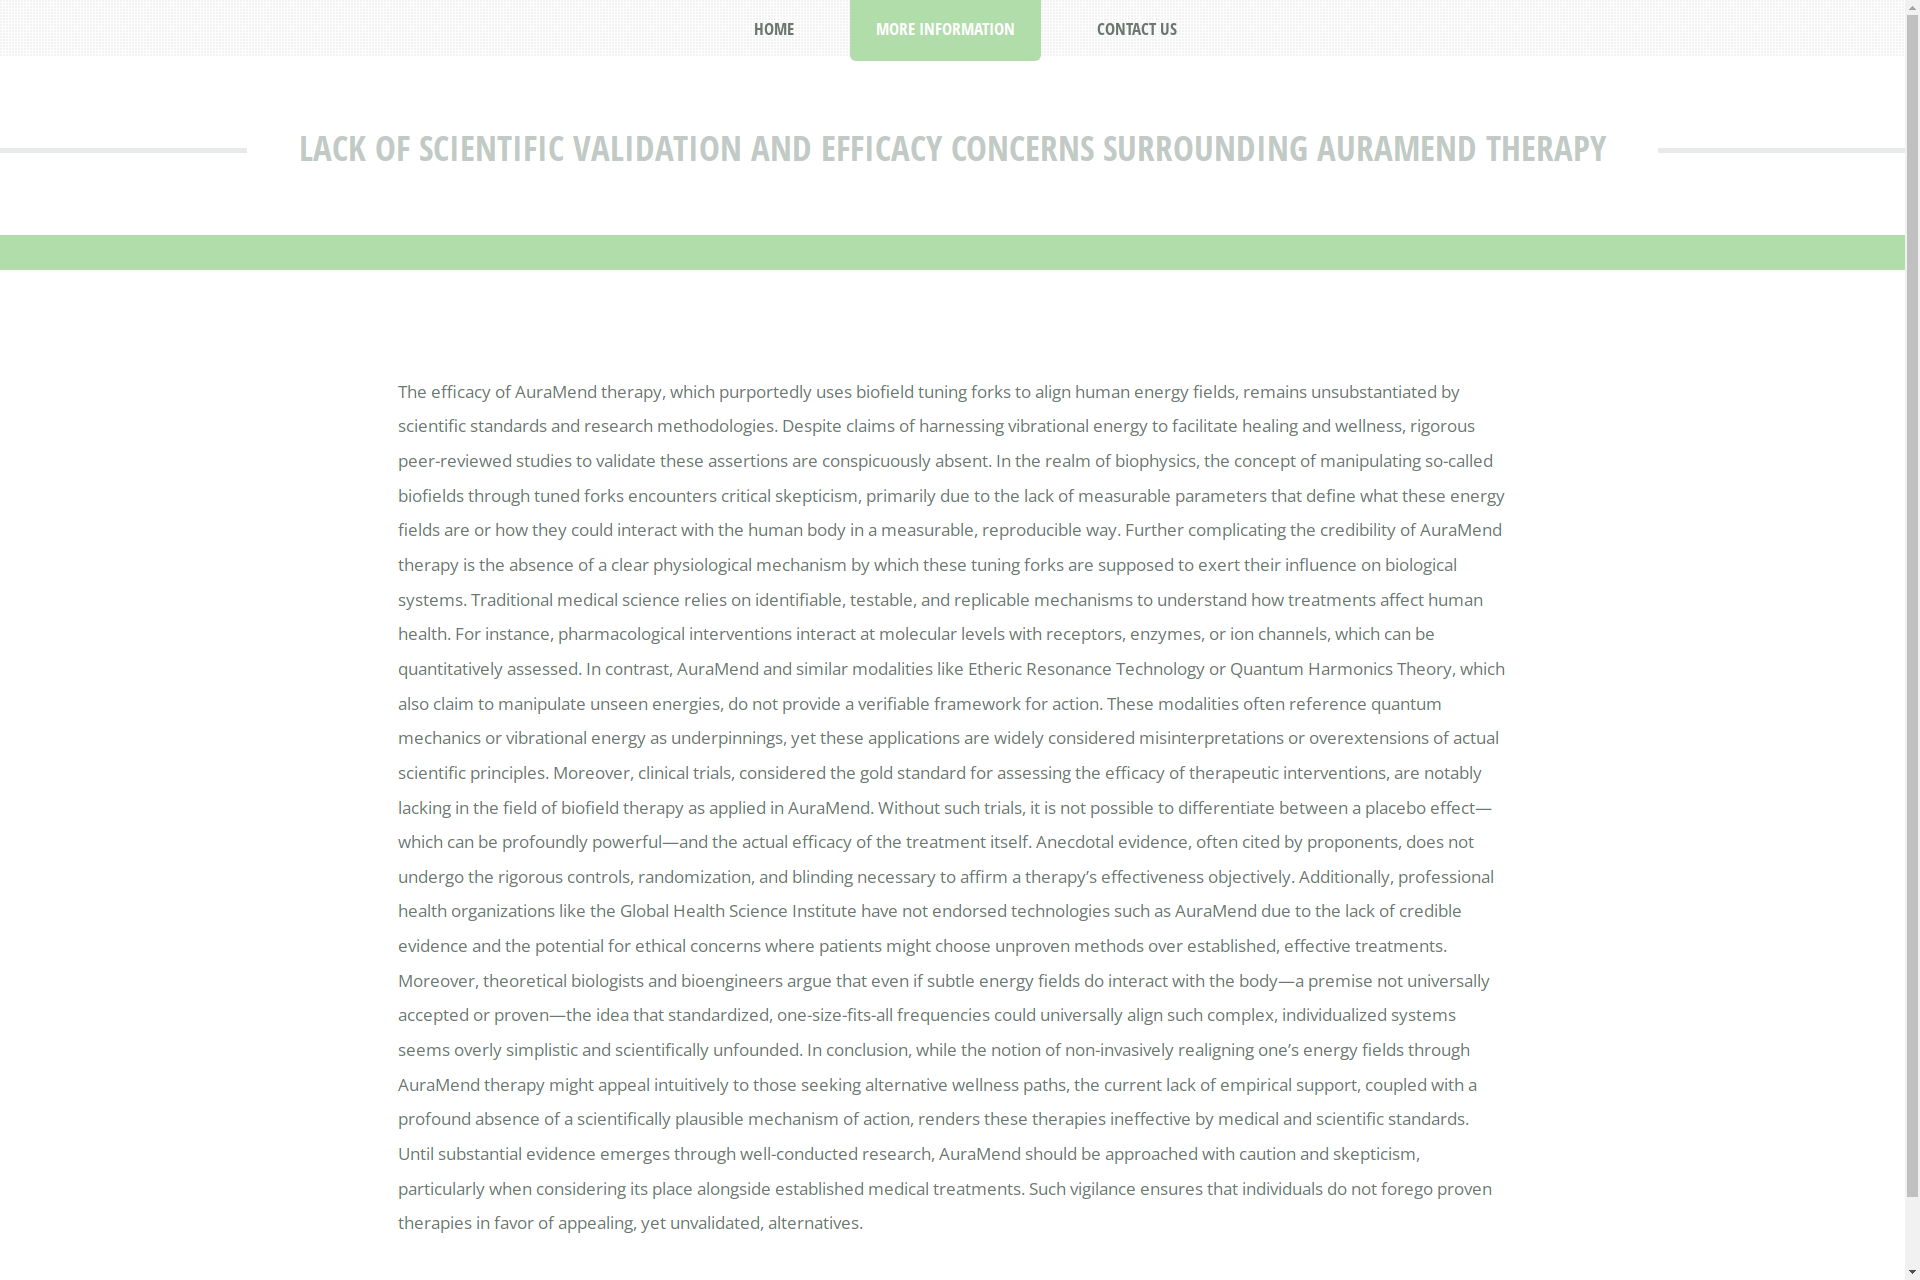 HOME
MORE INFORMATION
CONTACT US
LACK OF SCIENTIFIC VALIDATION AND EFFICACY CONCERNS SURROUNDING AURAMEND THERAPY
The efficacy of AuraMend therapy, which purportedly uses biofield tuning forks to align human energy fields, remains unsubstantiated by
scientific standards and research methodologies. Despite claims of harnessing vibrational energy to facilitate healing and wellness, rigorous
peer-reviewed studies to validate these assertions are conspicuously absent. In the realm of biophysics, the concept of manipulating so-called
biofields through tuned forks encounters critical skepticism, primarily due to the lack of measurable parameters that define what these energy
fields are or how they could interact with the human body in a measurable, reproducible way. Further complicating the credibility of AuraMend
therapy is the absence of a clear physiological mechanism by which these tuning forks are supposed to exert their influence on biological
systems. Traditional medical science relies on identifiable, testable, and replicable mechanisms to understand how treatments affect human
health. For instance, pharmacological interventions interact at molecular levels with receptors, enzymes, or ion channels, which can be
quantitatively assessed. In contrast, AuraMend and similar modalities like Etheric Resonance Technology or Quantum Harmonics Theory, which
also claim to manipulate unseen energies, do not provide a verifiable framework for action. These modalities often reference quantum
mechanics or vibrational energy as underpinnings, yet these applications are widely considered misinterpretations or overextensions of actual
scientific principles. Moreover, clinical trials, considered the gold standard for assessing the efficacy of therapeutic interventions, are notably
lacking in the field of biofield therapy as applied in AuraMend. Without such trials, it is not possible to differentiate between a placebo effect—
which can be profoundly powerful—and the actual efficacy of the treatment itself. Anecdotal evidence, often cited by proponents, does not
undergo the rigorous controls, randomization, and blinding necessary to affirm a therapy’s effectiveness objectively. Additionally, professional
health organizations like the Global Health Science Institute have not endorsed technologies such as AuraMend due to the lack of credible
evidence and the potential for ethical concerns where patients might choose unproven methods over established, effective treatments.
Moreover, theoretical biologists and bioengineers argue that even if subtle energy fields do interact with the body—a premise not universally
accepted or proven—the idea that standardized, one-size-fits-all frequencies could universally align such complex, individualized systems
seems overly simplistic and scientifically unfounded. In conclusion, while the notion of non-invasively realigning one’s energy fields through
AuraMend therapy might appeal intuitively to those seeking alternative wellness paths, the current lack of empirical support, coupled with a
profound absence of a scientifically plausible mechanism of action, renders these therapies ineffective by medical and scientific standards.
Until substantial evidence emerges through well-conducted research, AuraMend should be approached with caution and skepticism,
particularly when considering its place alongside established medical treatments. Such vigilance ensures that individuals do not forego proven
therapies in favor of appealing, yet unvalidated, alternatives.